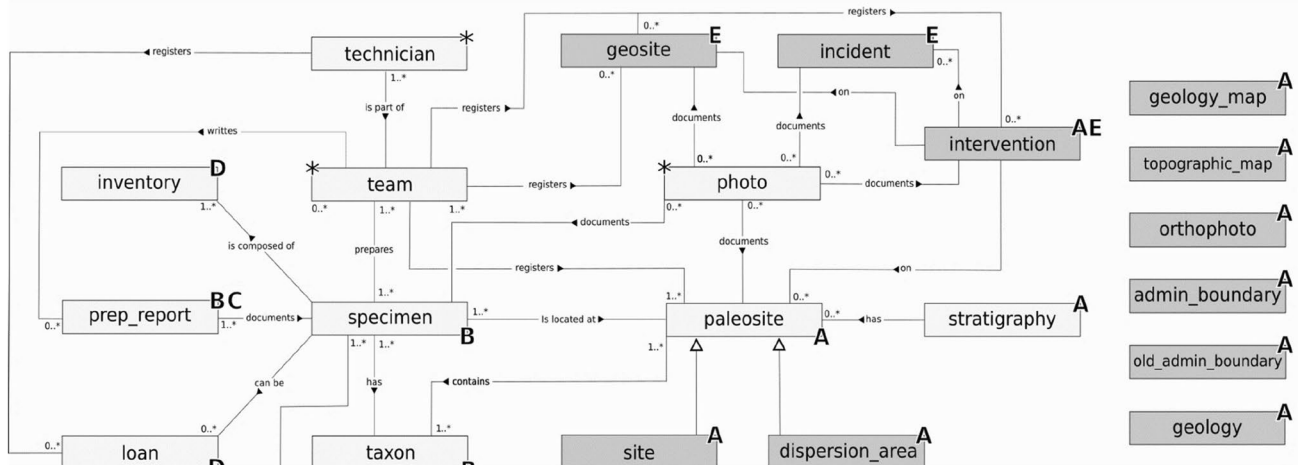 registers
0..*
registers
technician *
geosite E
incident E
0..*
0..*
1..*
is part of
registers
on
on
geology_map A
documents
documents
0..*
writtes
intervention AE
topographic_map A
inventory D
* team
* photo
0..*
0..*
0..*
documents
registers
1..*
0..*
1..*
1..*
0..*
0..*
documents
orthophoto A
is composed of
prepares
documents
registers
on
1..*
1..*
0..*
admin_boundary A
prep_report BC
documents
specimen B
1..*
Is located at
paleosite A
0..*
has
stratigraphy A
0..*
1..*
1..*
1..*
1..*
old_admin_boundary A
can be
has
contains
0..*
1..*
geology A
0..*
loan D
taxon
site A
dispersion_area A